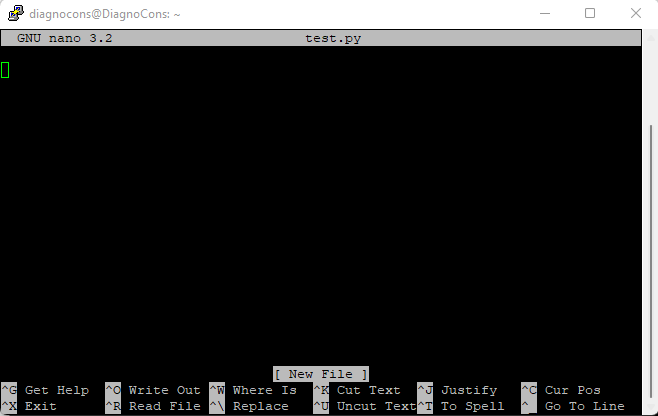 diagnocons@DiagnoCons: ~
GNU nano 3.2 test.py
[ New File ]
^G Get Help ^O Write Out ^W Where Is ^K Cut Text ^J Justify ^C Cur Pos
^X Exit ^R Read File ^\ Replace ^U Uncut Text ^T To Spell ^_ Go To Line